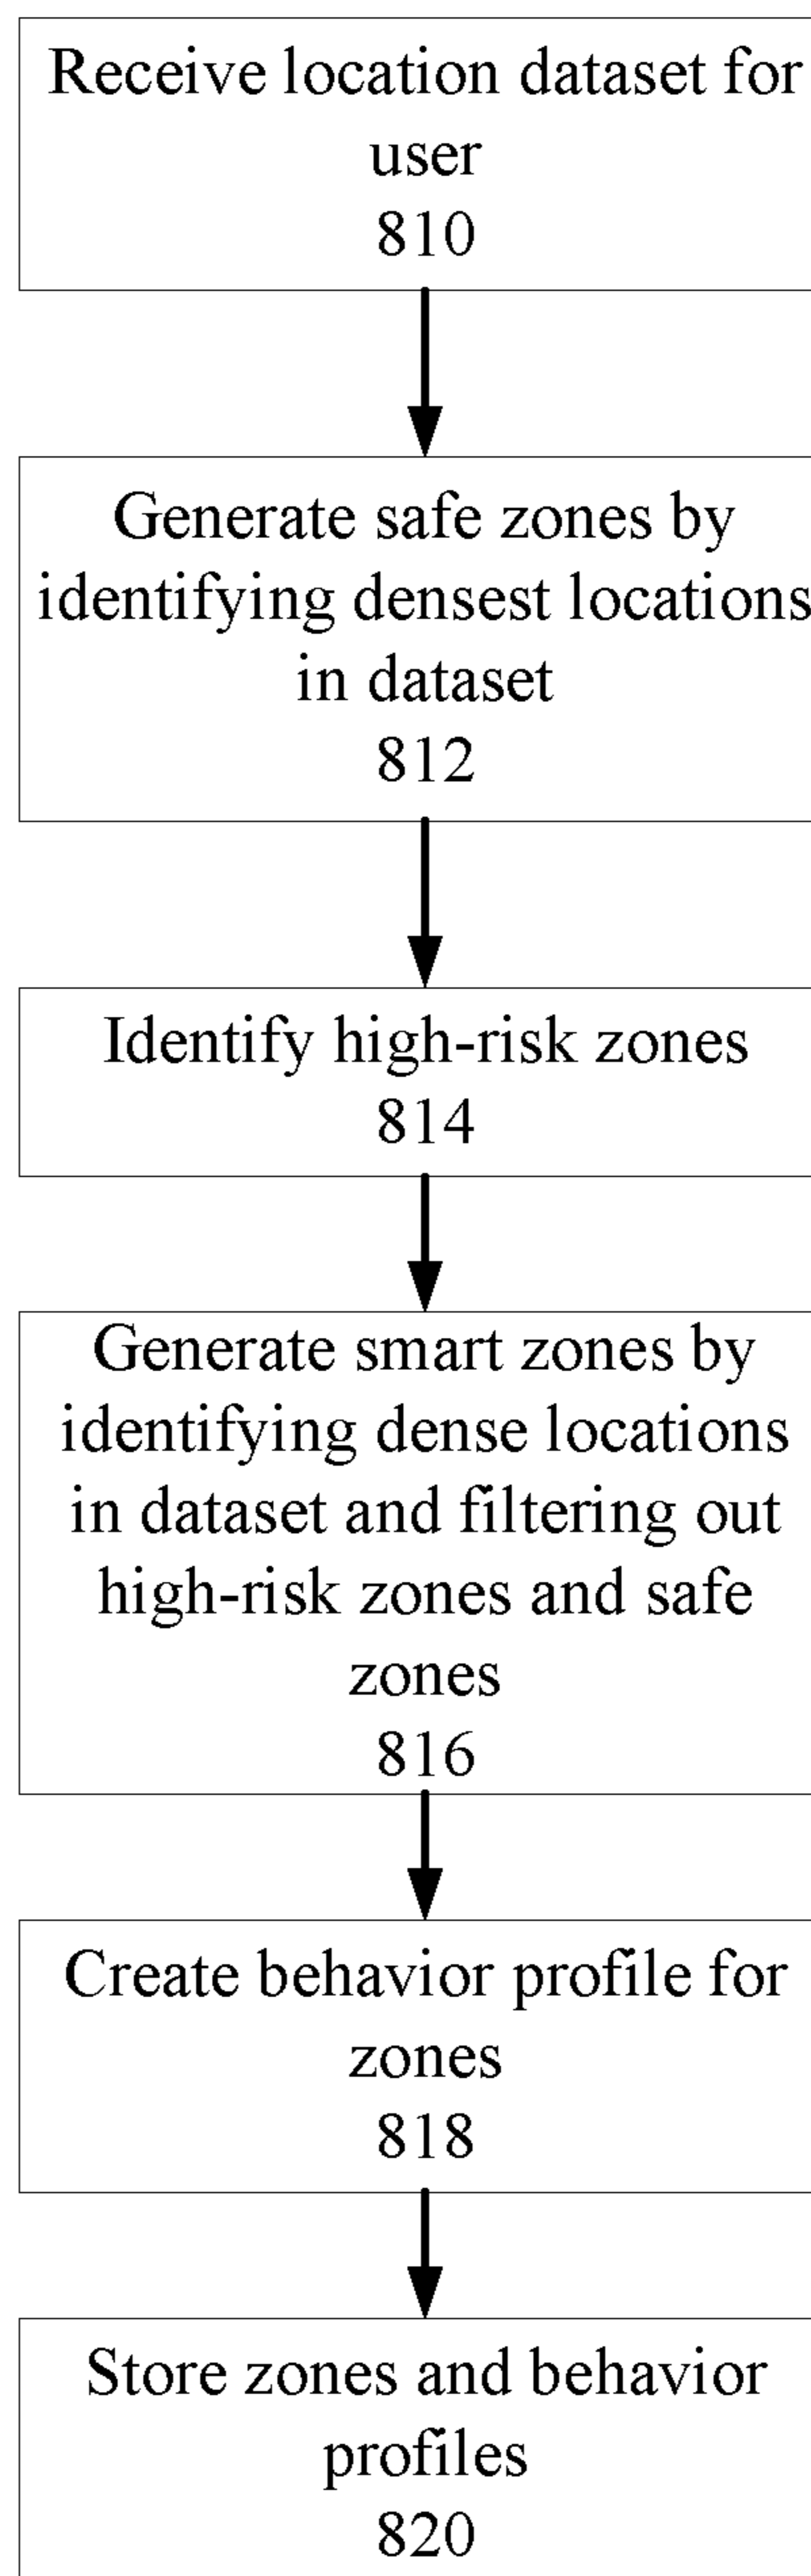 Receive location dataset for
user
810
Generate safe zones by
identifying densest locations
in dataset
812
Identify high-risk zones
814
Generate smart zones by
identifying dense locations
in dataset and filtering out
high-risk zones and safe
zones
816
Create behavior profile for
zones
818
Store zones and behavior
profiles
820